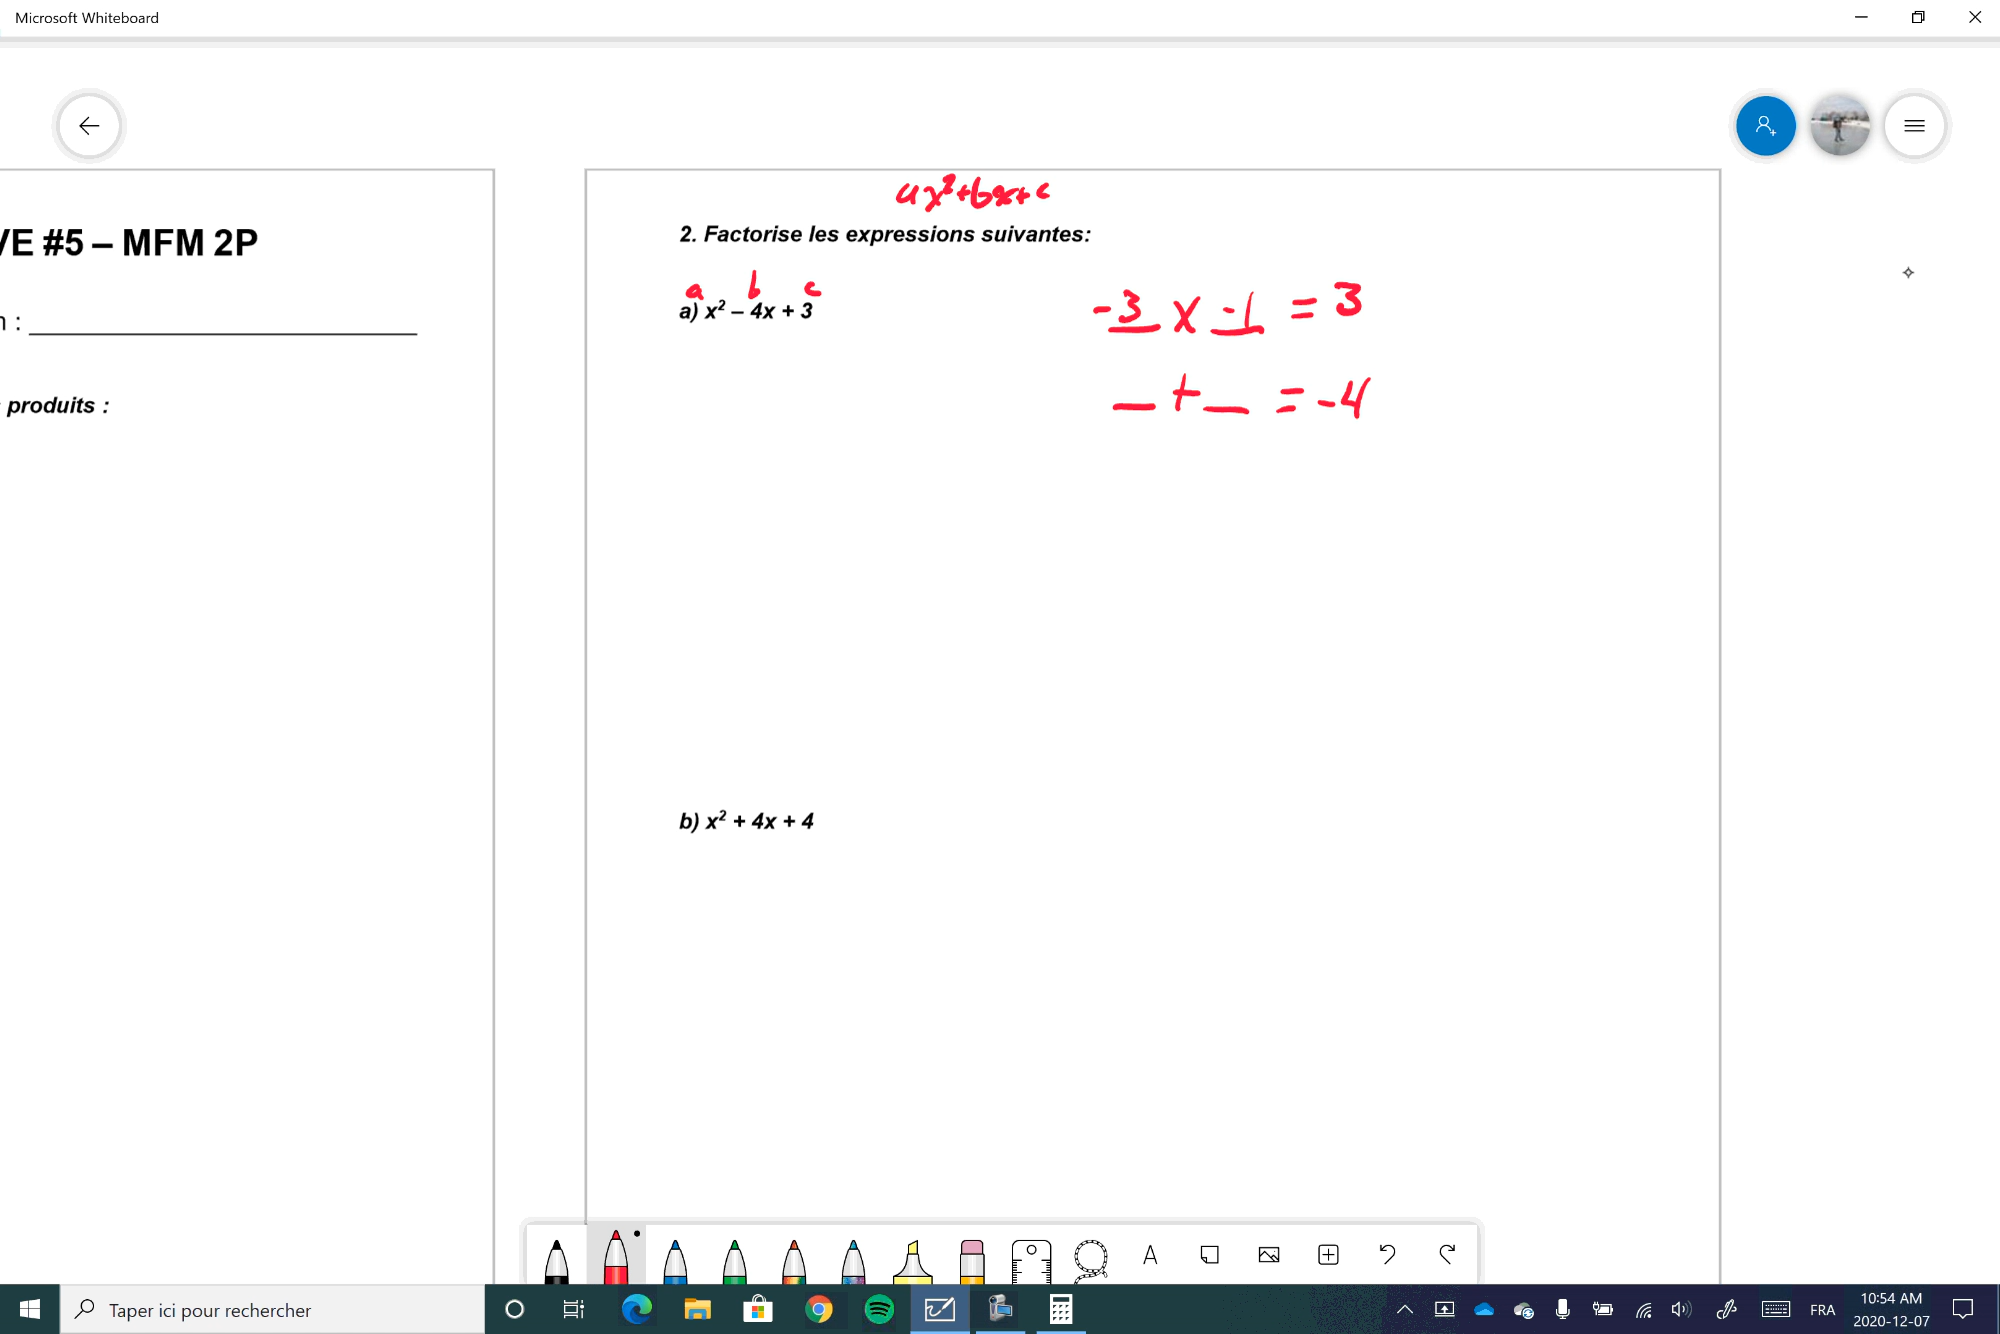 Microsoft Whiteboard
VE #5 – MFM 2P
n :
produits :
ax²+bx+c
2. Factorise les expressions suivantes:
a b c
a) x² – 4x + 3
-3 x -1 = 3
_ + _ = -4
b) x² + 4x + 4
A
Taper ici pour rechercher
FRA
10:54 AM
2020-12-07